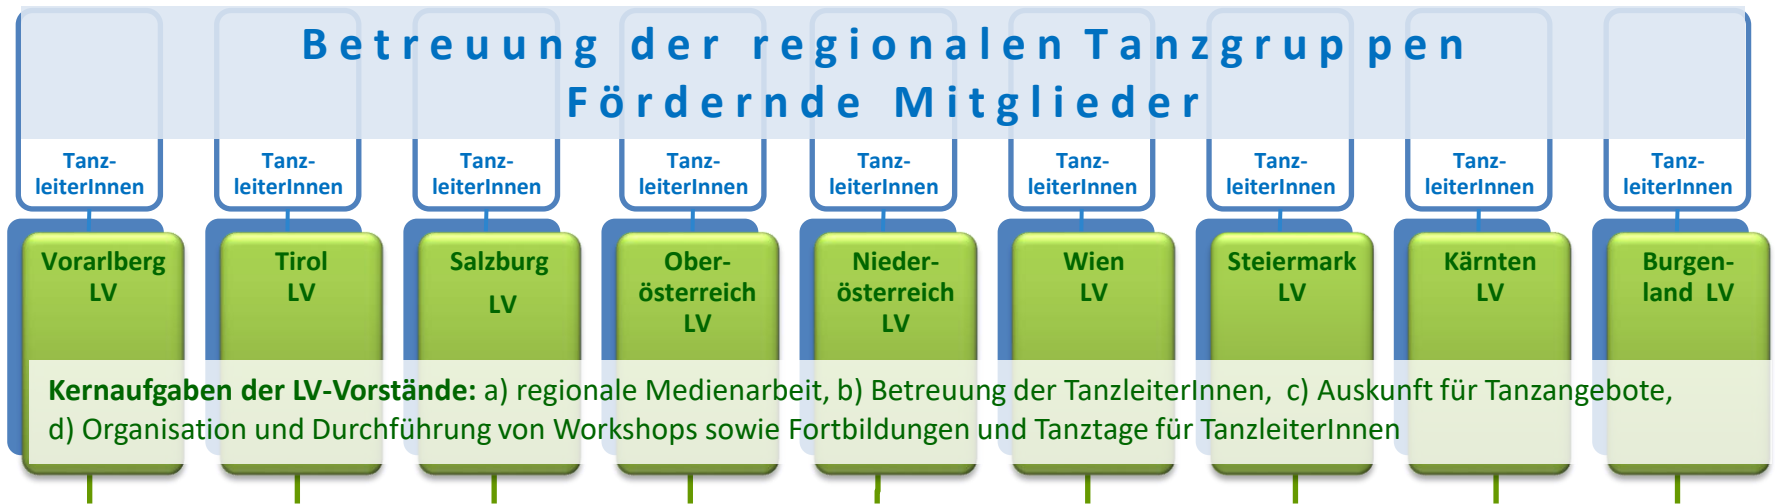 Betreuung der regionalen Tanzgruppen
Fördernde Mitglieder
Tanz-
leiterInnen
Tanz-
leiterInnen
Tanz-
leiterInnen
Tanz-
leiterInnen
Tanz-
leiterInnen
Tanz-
leiterInnen
Tanz-
leiterInnen
Tanz-
leiterInnen
Tanz-
leiterInnen
Vorarlberg
LV
Tirol
LV
Salzburg
LV
Ober-
österreich
LV
Nieder-
österreich
LV
Wien
LV
Steiermark
LV
Kärnten
LV
Burgen-
land LV
Kernaufgaben der LV-Vorstände: a) regionale Medienarbeit, b) Betreuung der TanzleiterInnen, c) Auskunft für Tanzangebote,
d) Organisation und Durchführung von Workshops sowie Fortbildungen und Tanztage für TanzleiterInnen